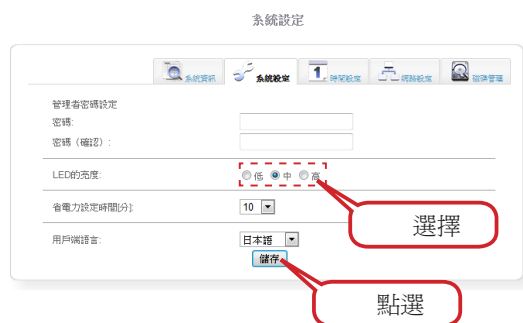 系統設定
系統資訊 系統設定 時間設定 網路設定 磁碟管理
管理者密碼設定
密碼:
密碼（確認）:
LED的亮度: 低 中 高
選擇
省電力設定時間[分]: 10
用戶端語言: 日本語
儲存
點選